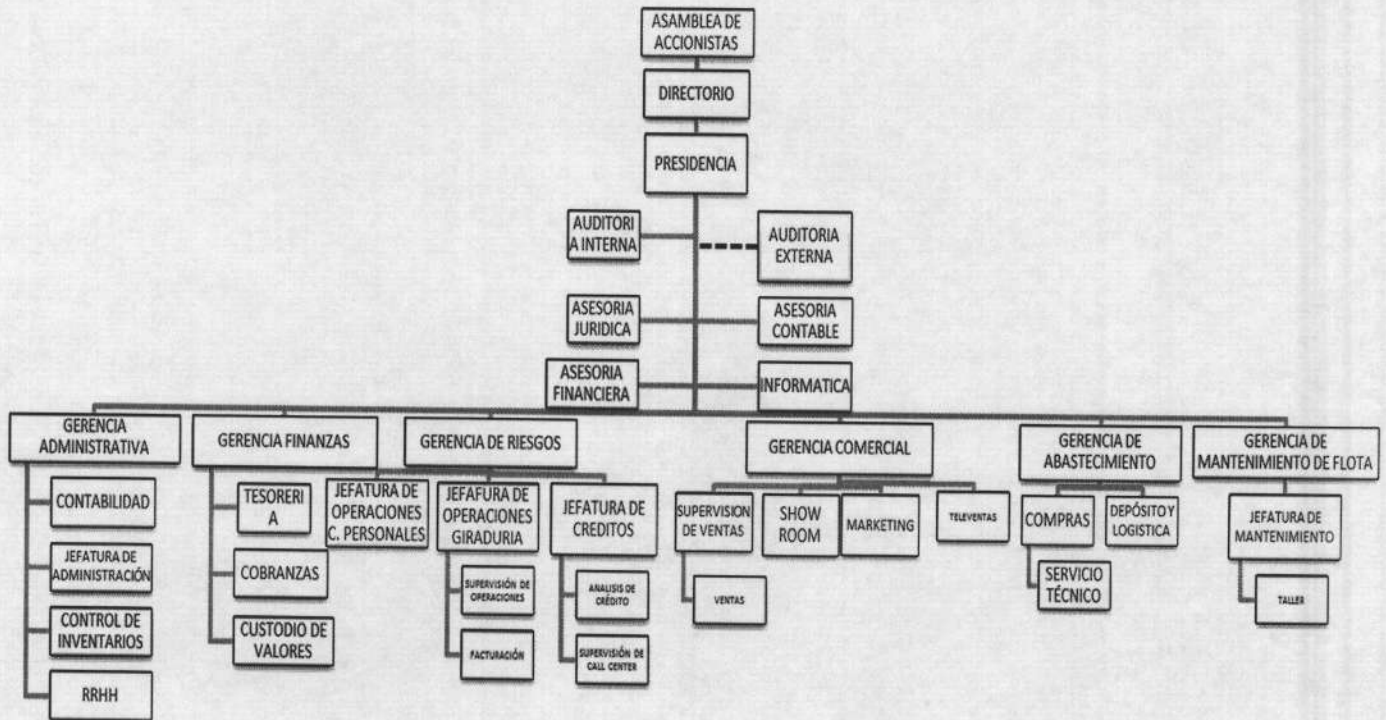 ASAMBLEA DE
ACCIONISTAS
DIRECTORIO
PRESIDENCIA
AUDITORI
A INTERNA
AUDITORIA
EXTERNA
ASESORIA
JURIDICA
ASESORIA
CONTABLE
ASESORIA
FINANCIERA
INFORMATICA
GERENCIA
ADMINISTRATIVA
CONTABILIDAD
JEFATURA DE
ADMINISTRACIÓN
CONTROL DE
INVENTARIOS
RRHH
GERENCIA FINANZAS
TESORERI
A
COBRANZAS
CUSTODIO DE
VALORES
GERENCIA DE RIESGOS
JEFATURA DE
OPERACIONES
C. PERSONALES
JEFAFURA DE
OPERACIONES
GIRADURIA
SUPERVISIÓN DE
OPERACIONES
FACTURACIÓN
JEFATURA DE
CREDITOS
ANALISIS DE
CRÉDITO
SUPERVISIÓN DE
CALL CENTER
GERENCIA COMERCIAL
SUPERVISION
DE VENTAS
VENTAS
SHOW
ROOM
MARKETING
TELEVENTAS
GERENCIA DE
ABASTECIMIENTO
COMPRAS
SERVICIO
TÉCNICO
DEPÓSITO Y
LOGISTICA
GERENCIA DE
MANTENIMIENTO DE FLOTA
JEFATURA DE
MANTENIMIENTO
TALLER